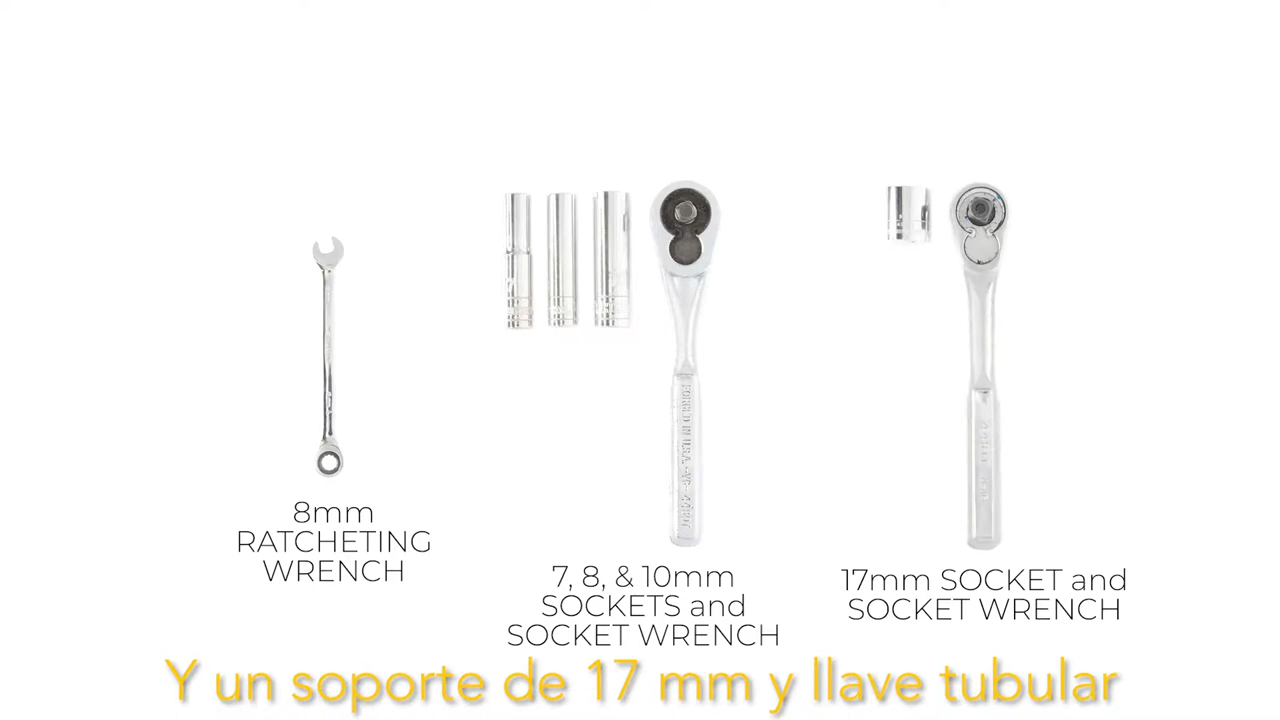 8mm
RATCHETING
WRENCH
7, 8, & 10mm
SOCKETS and
SOCKET WRENCH
17mm SOCKET and
SOCKET WRENCH
Y un soporte de 17 mm y llave tubular